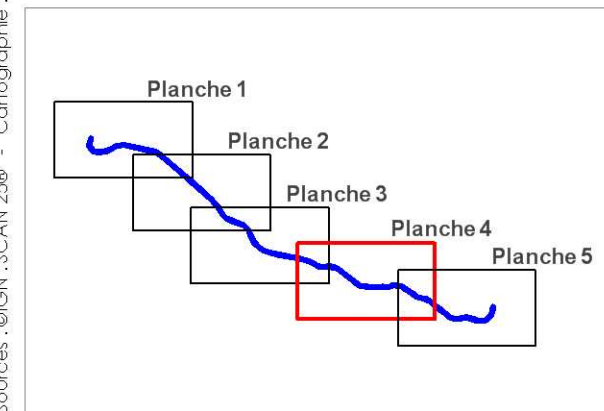 Planche 1
Planche 2
Planche 3
Planche 4
Planche 5
Sources : ©IGN : SCAN 25® - Cartographie :